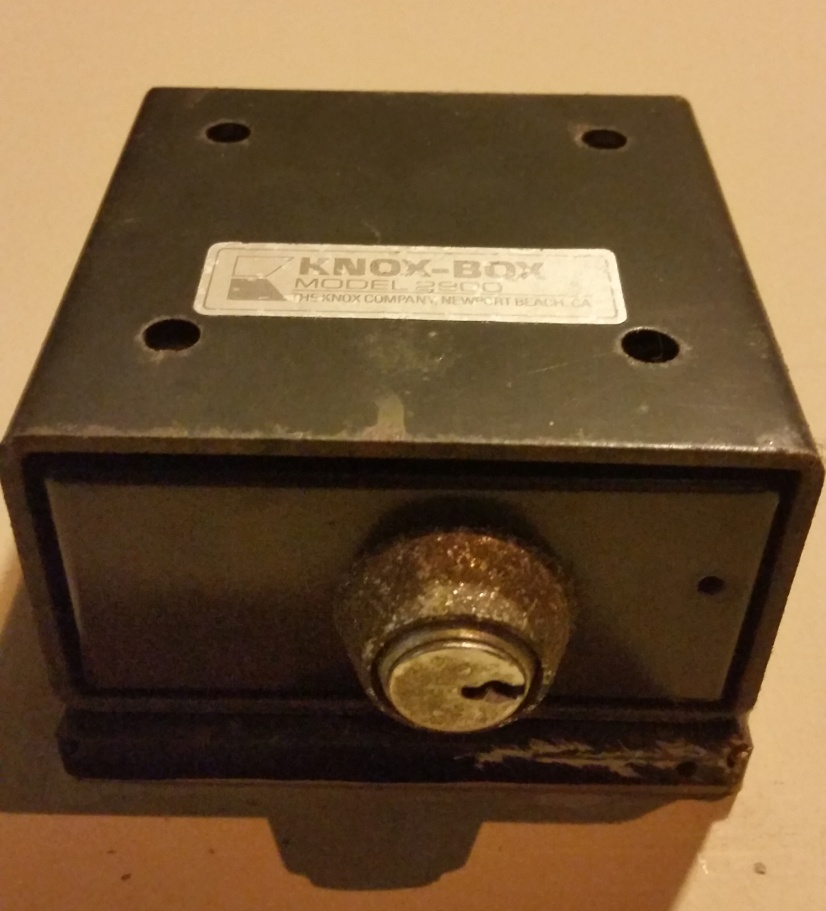 KNOX-BOX
MODEL 2900
THE KNOX COMPANY, NEWPORT BEACH, CA